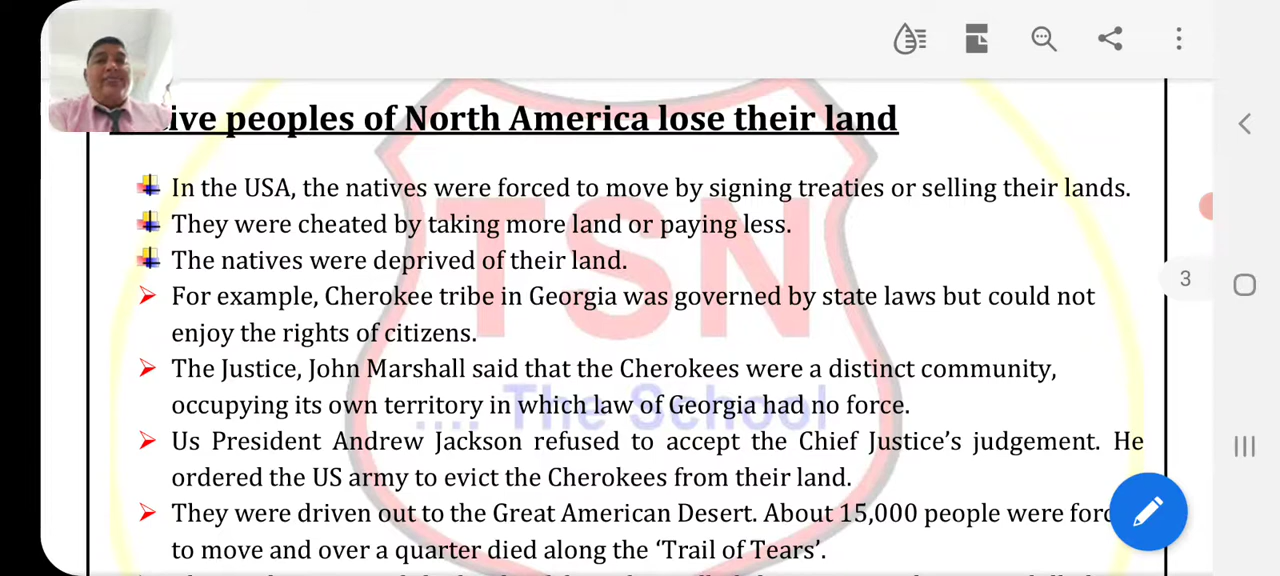 ive peoples of North America lose their land
In the USA, the natives were forced to move by signing treaties or selling their lands.
They were cheated by taking more land or paying less.
The natives were deprived of their land.
3
For example, Cherokee tribe in Georgia was governed by state laws but could not
enjoy the rights of citizens.
The Justice, John Marshall said that the Cherokees were a distinct community,
occupying its own territory in which law of Georgia had no force.
Us President Andrew Jackson refused to accept the Chief Justice's judgement. He
ordered the US army to evict the Cherokees from their land.
They were driven out to the Great American Desert. About 15,000 people were forc
to move and over a quarter died along the 'Trail of Tears'.
TSN
.... The School